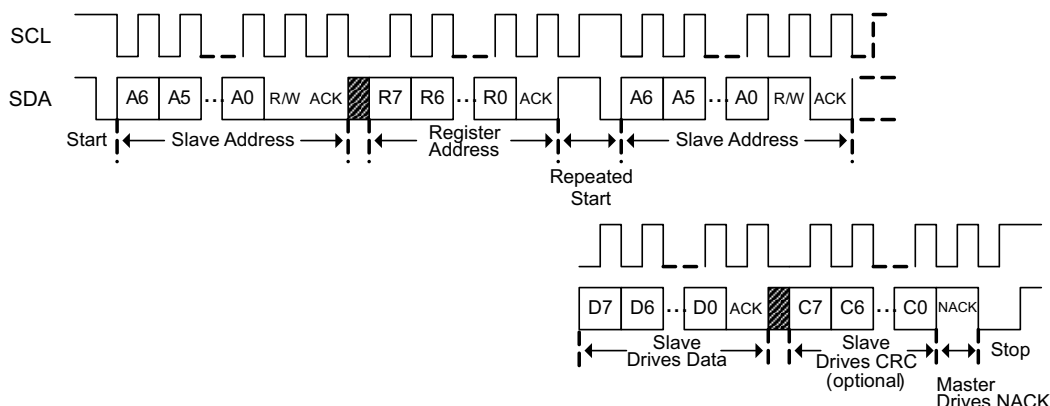 SCL
SDA
A6 A5 ... A0 R/W ACK R7 R6 ... R0 ACK A6 A5 ... A0 R/W ACK
Start Slave Address Register Address Slave Address
Repeated Start
D7 D6 ... D0 ACK C7 C6 ... C0 NACK
Slave Drives Data Slave Drives CRC (optional) Stop
Master Drives NACK